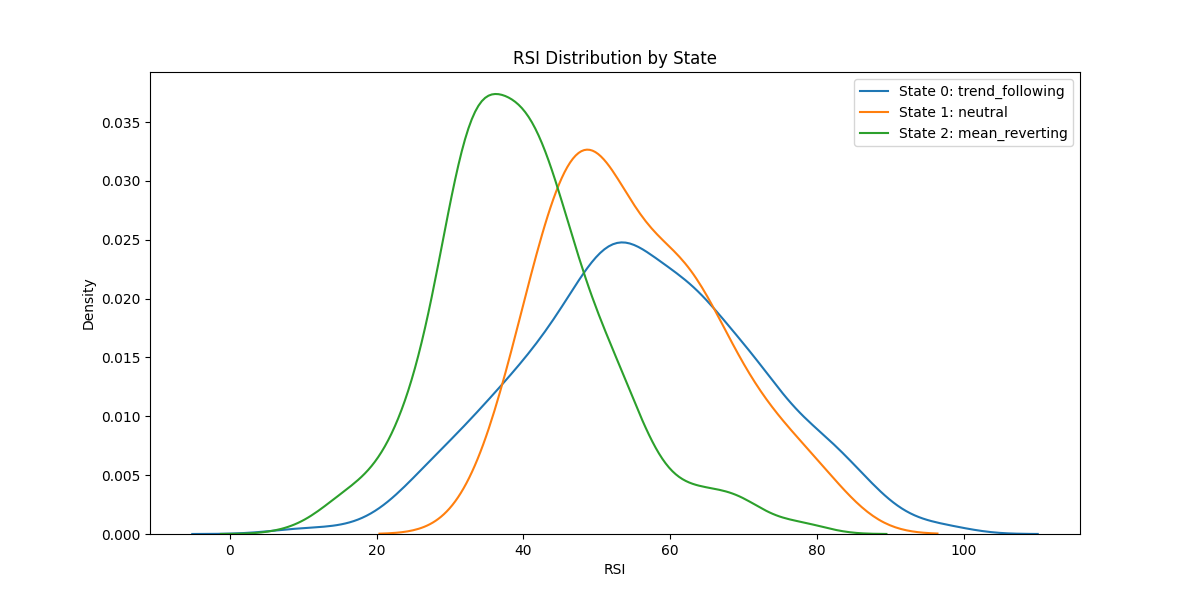 RSI Distribution by State
State 0: trend_following
State 1: neutral
State 2: mean_reverting
Density
0.035
0.030
0.025
0.020
0.015
0.010
0.005
0.000
0 20 40 60 80 100
RSI